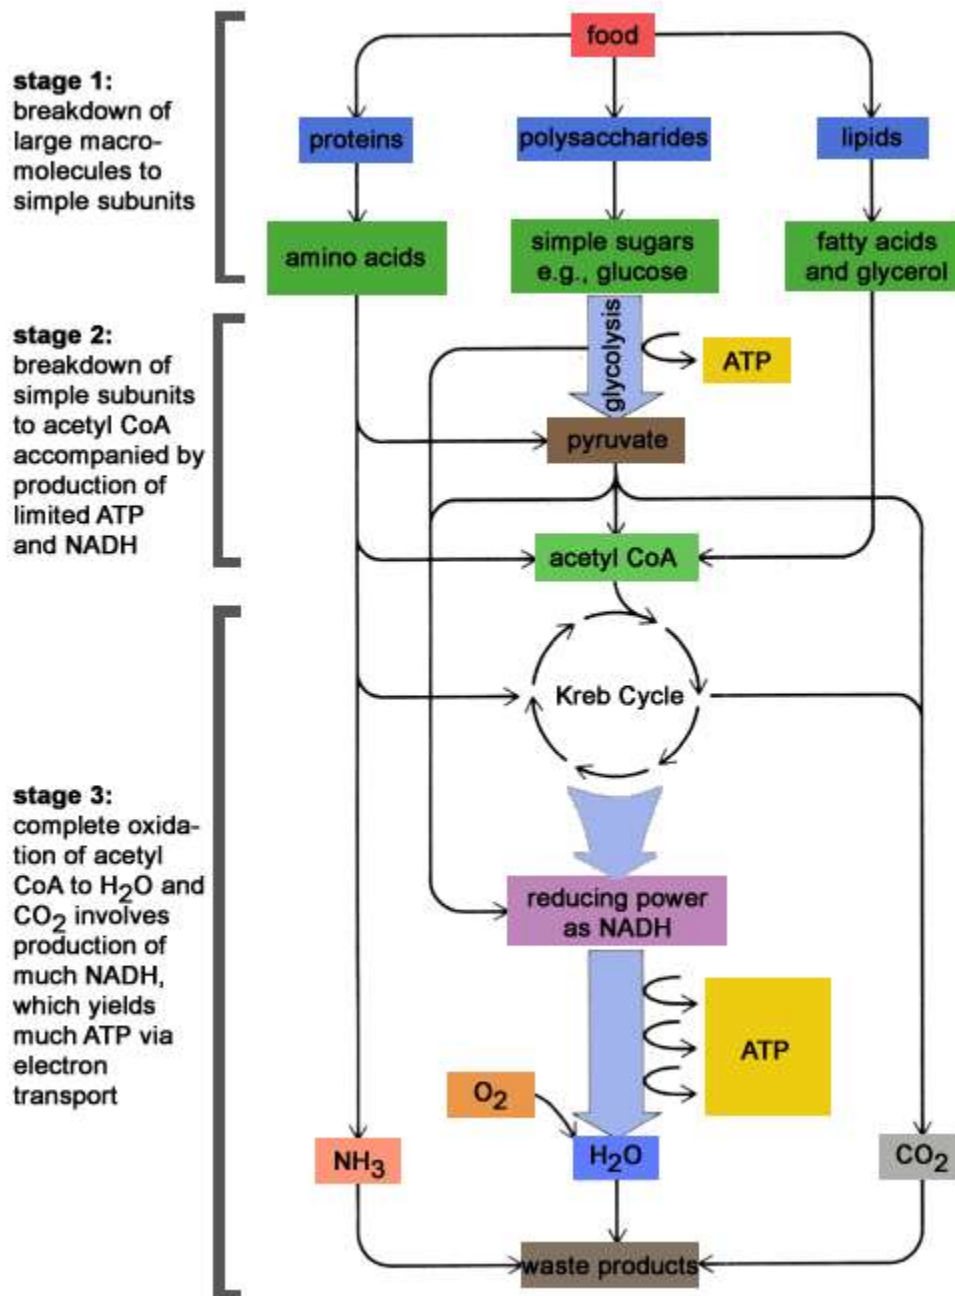 food
stage 1:
breakdown of
large macro-
molecules to
simple subunits
proteins
polysaccharides
lipids
amino acids
simple sugars
e.g., glucose
fatty acids
and glycerol
stage 2:
breakdown of
simple subunits
to acetyl CoA
accompanied by
production of
limited ATP
and NADH
glycolysis
ATP
pyruvate
acetyl CoA
Kreb Cycle
stage 3:
complete oxida-
tion of acetyl
CoA to H₂O and
CO₂ involves
production of
much NADH,
which yields
much ATP via
electron
transport
reducing power
as NADH
ATP
O₂
NH₃
H₂O
CO₂
waste products